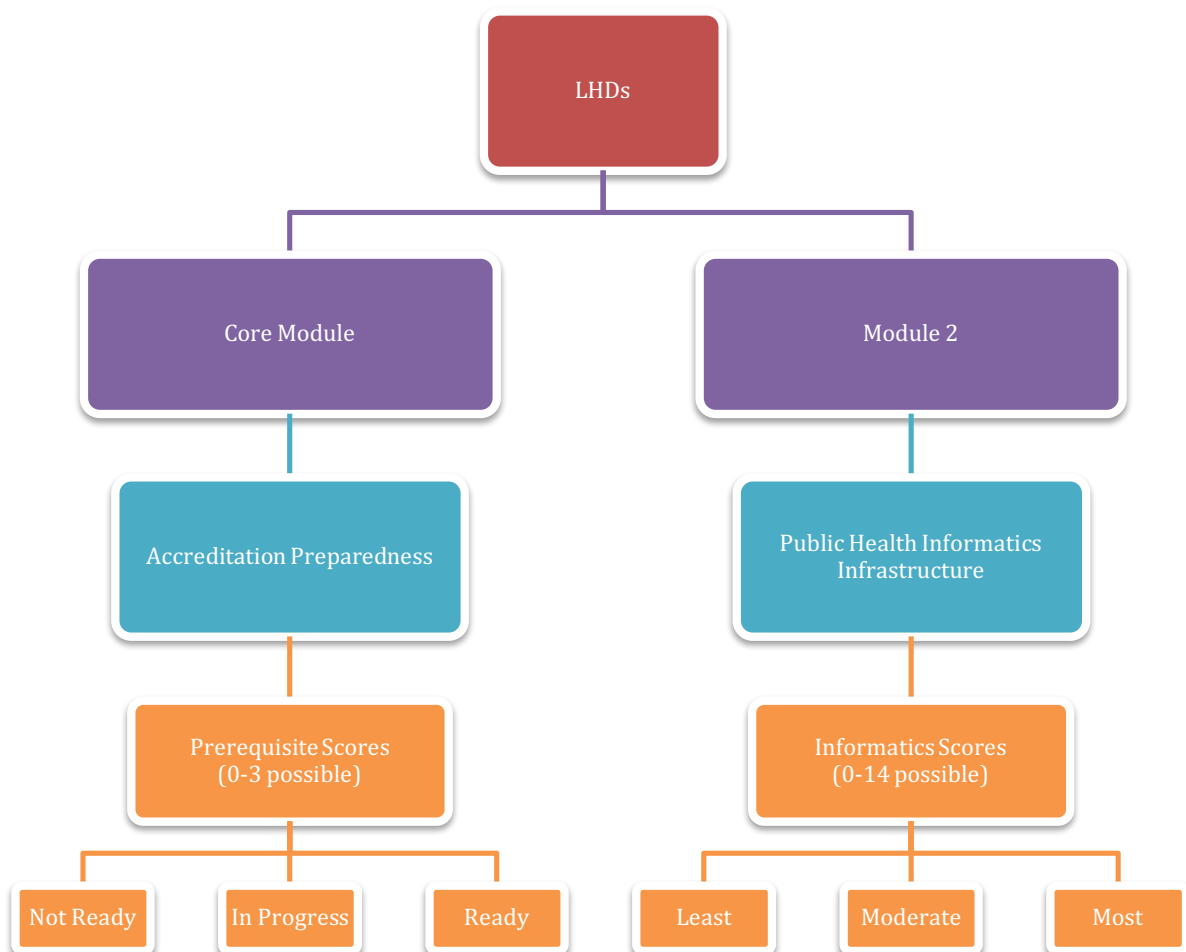 LHDs
Core Module
Module 2
Accreditation Preparedness
Public Health Informatics
Infrastructure
Prerequisite Scores
(0-3 possible)
Informatics Scores
(0-14 possible)
Not Ready
In Progress
Ready
Least
Moderate
Most